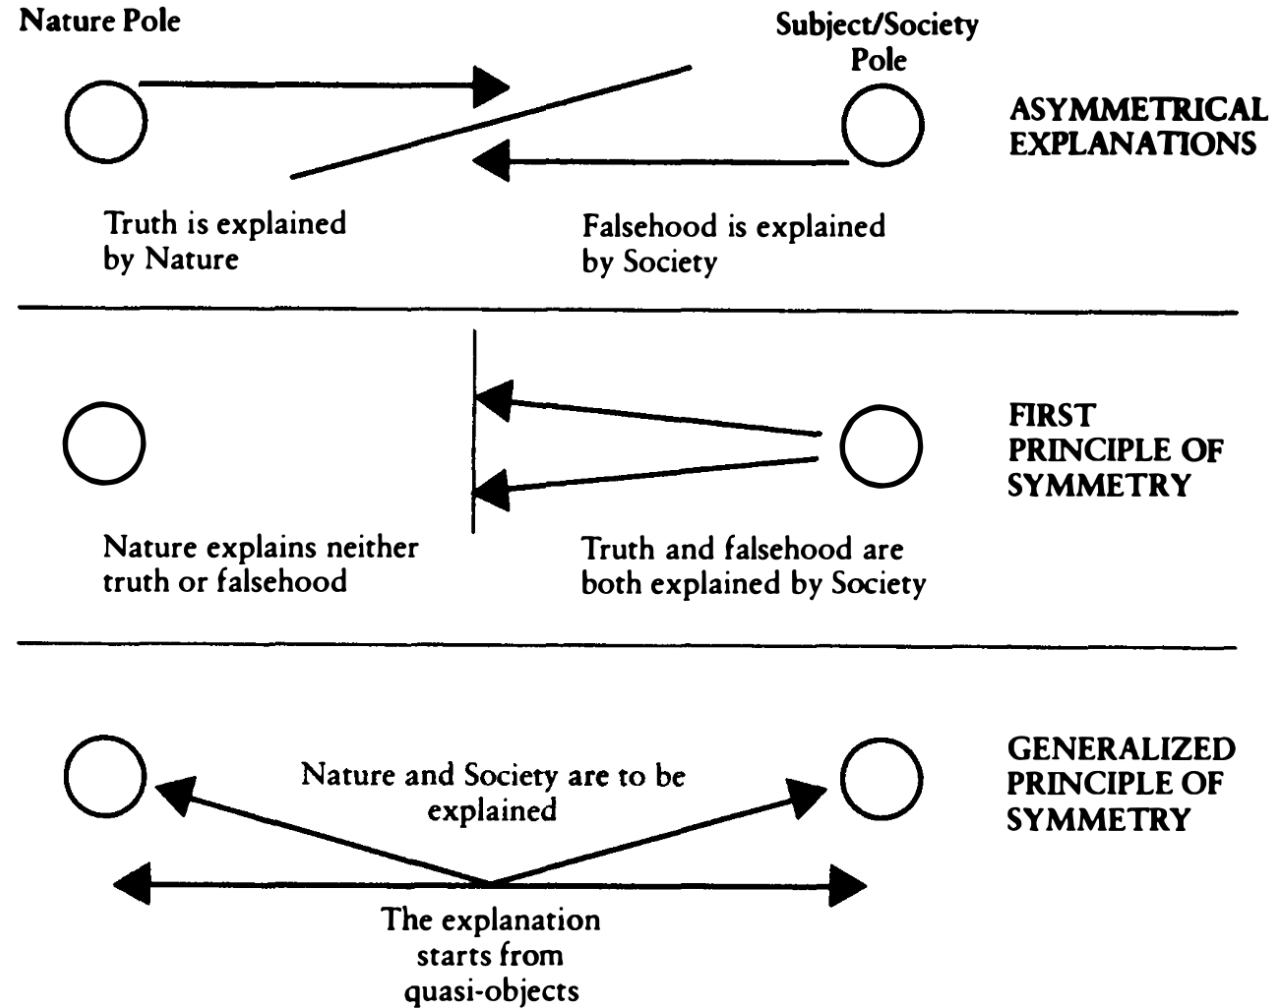 Nature Pole
Subject/Society
Pole
ASYMMETRICAL
EXPLANATIONS
Truth is explained
by Nature
Falsehood is explained
by Society
FIRST
PRINCIPLE OF
SYMMETRY
Nature explains neither
truth or falsehood
Truth and falsehood are
both explained by Society
GENERALIZED
PRINCIPLE OF
SYMMETRY
Nature and Society are to be
explained
The explanation
starts from
quasi-objects